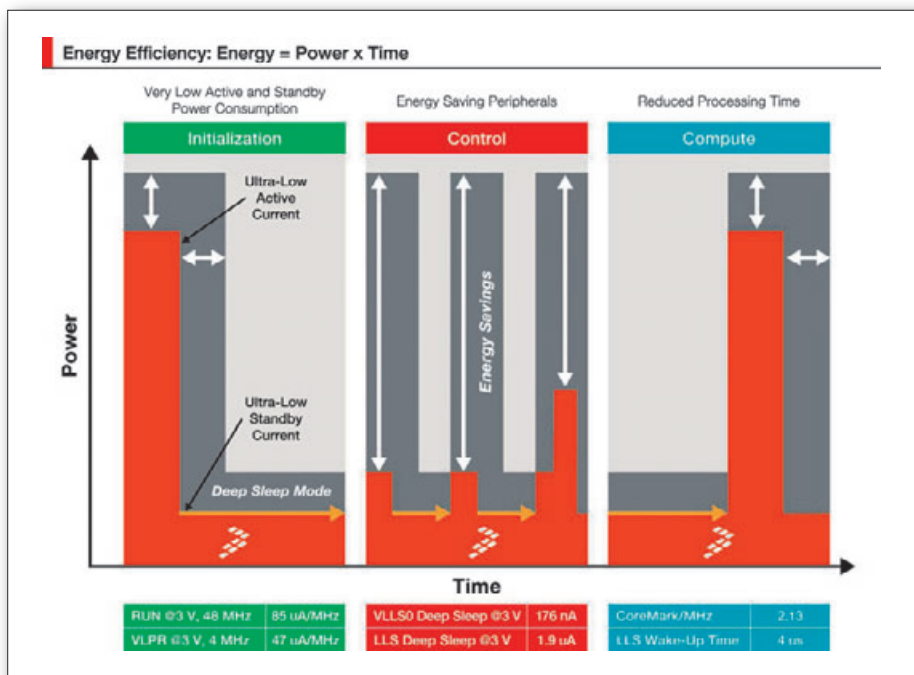 Energy Efficiency: Energy = Power x Time
Very Low Active and Standby
Power Consumption
Energy Saving Peripherals
Reduced Processing Time
Initialization
Control
Compute
Ultra-Low
Active
Current
Energy Savings
Power
Ultra-Low
Standby
Current
Deep Sleep Mode
Time
RUN @3 V, 48 MHz 85 uA/MHz
VLPR @3 V, 4 MHz 47 uA/MHz
VLLS0 Deep Sleep @3 V 176 nA
LLS Deep Sleep @3 V 1.9 uA
CoreMark/MHz 2.13
LLS Wake-Up Time 4 us